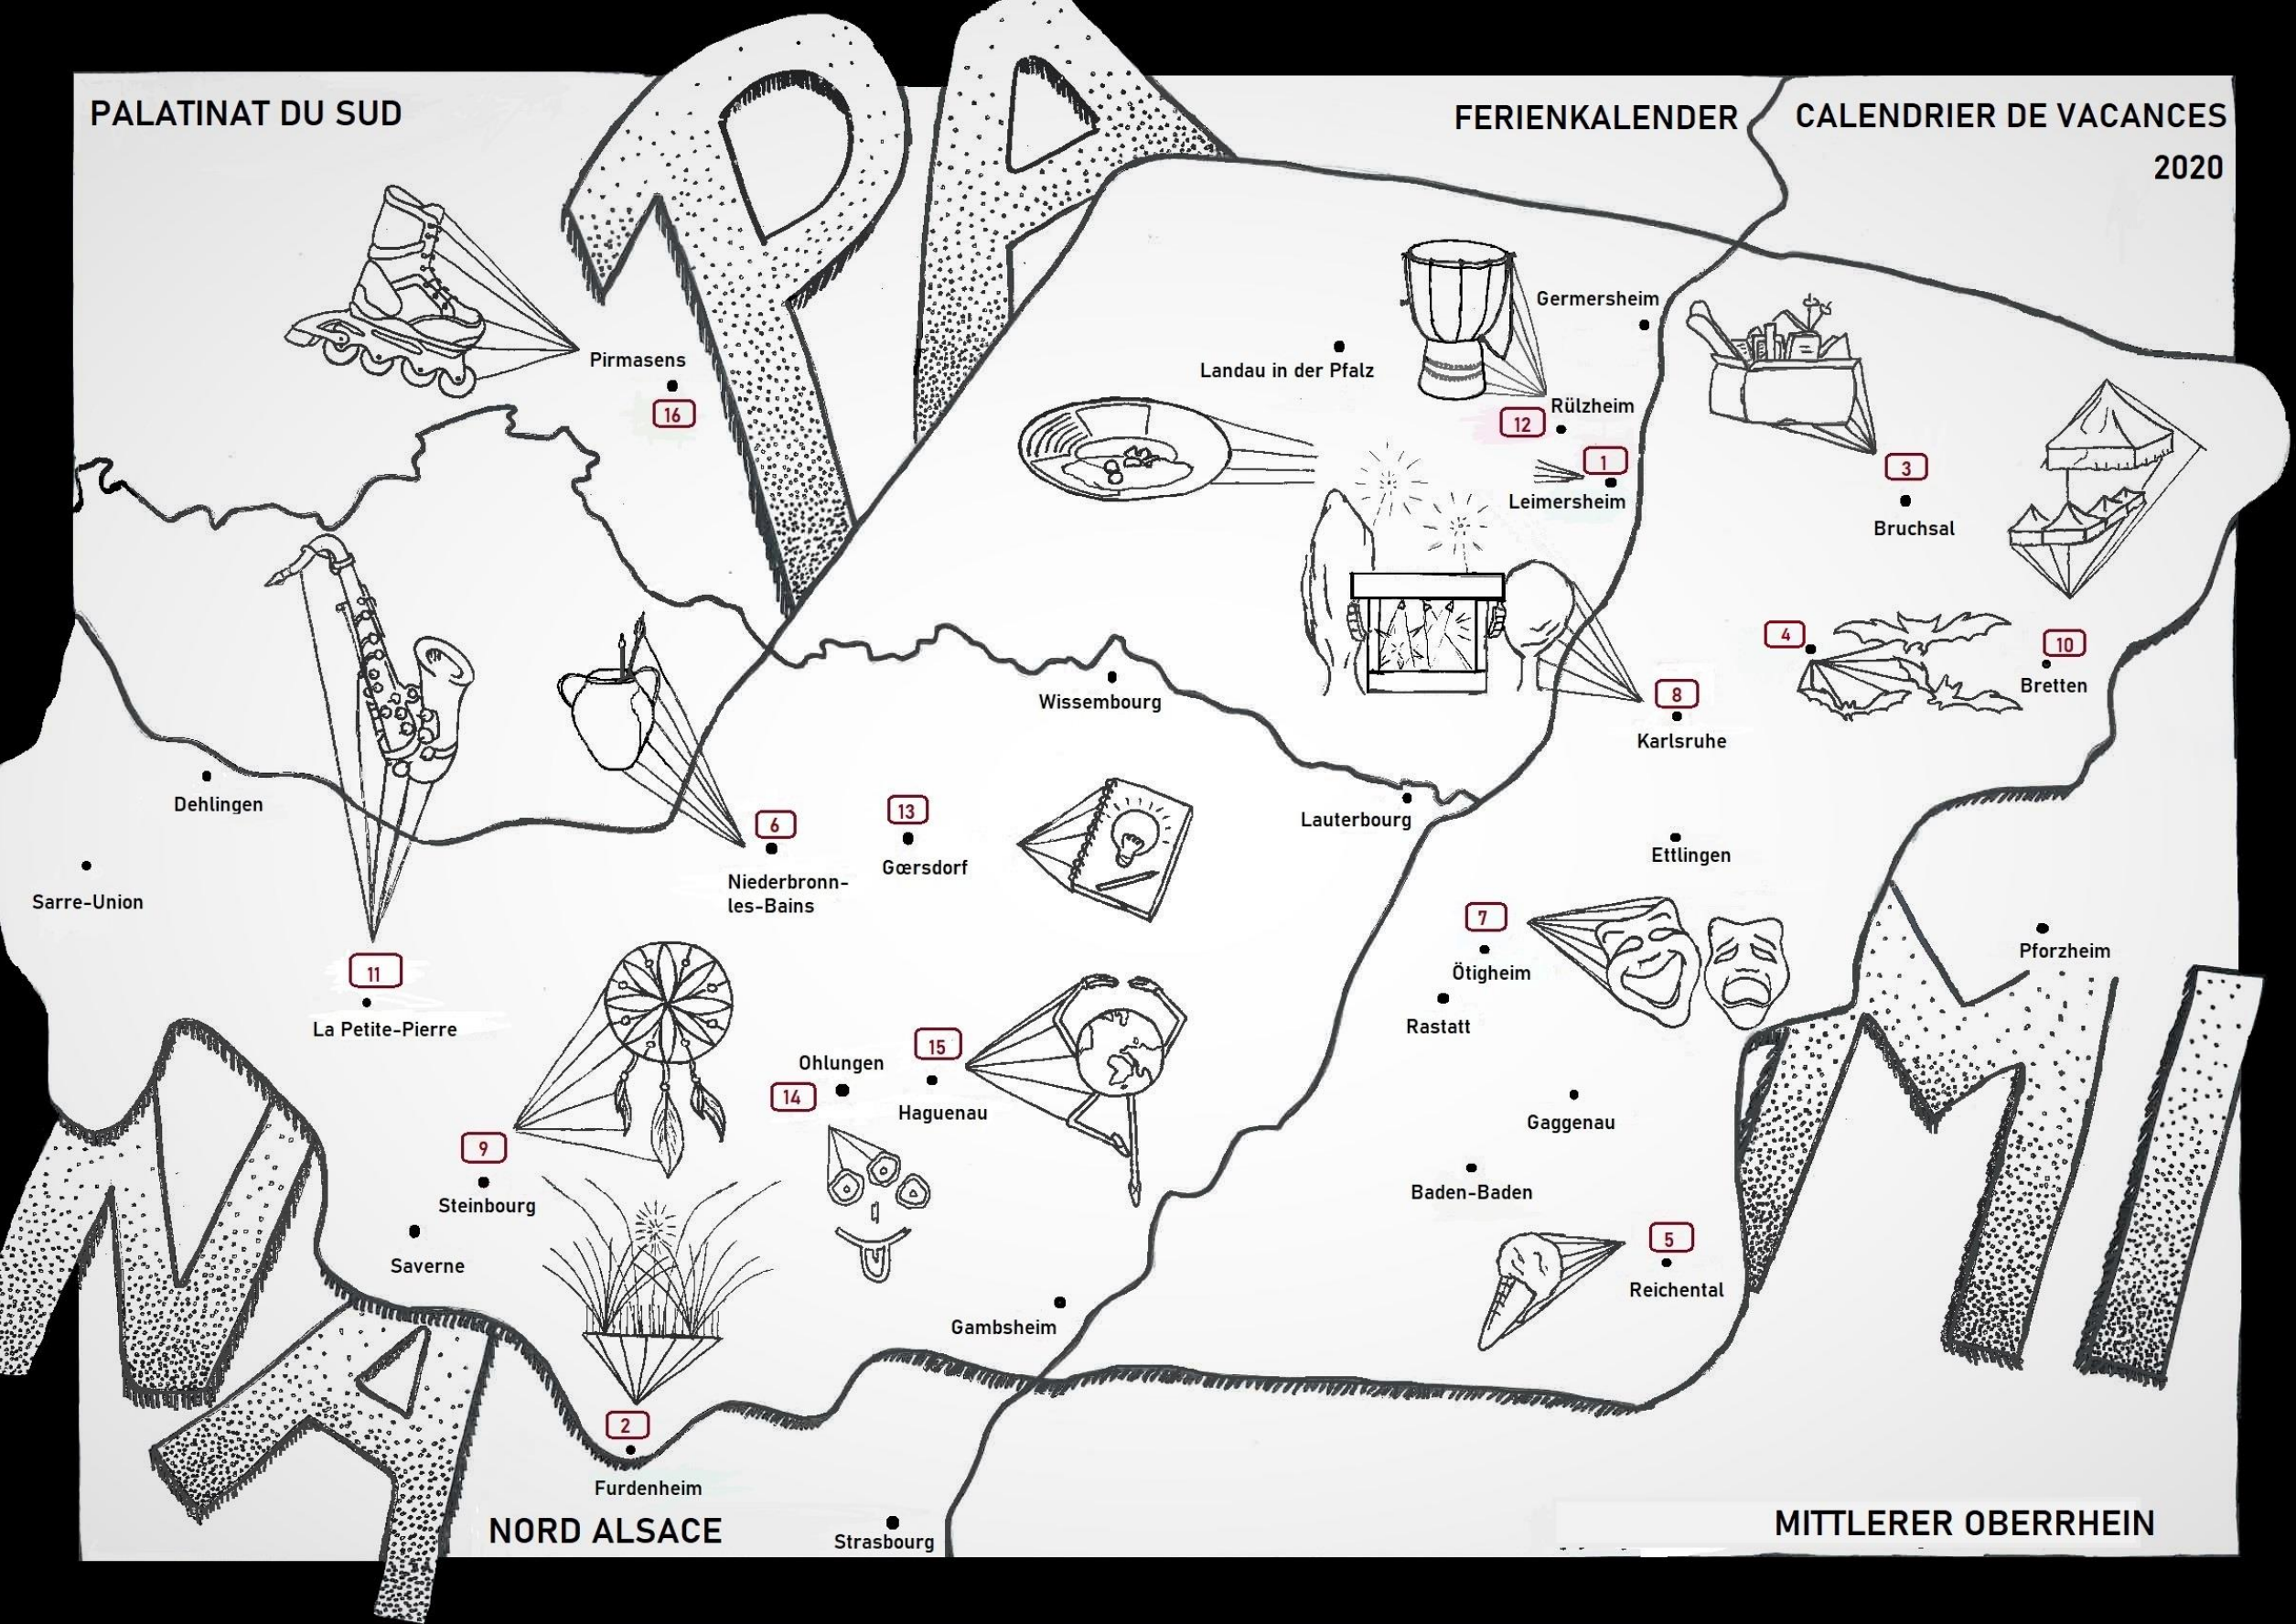 PALATINAT DU SUD
FERIENKALENDER
CALENDRIER DE VACANCES
2020
Germersheim
Pirmasens
16
Landau in der Pfalz
Rülzheim
12
1
Leimersheim
3
Bruchsal
4
10
Bretten
Wissembourg
8
Karlsruhe
Dehlingen
Lauterbourg
6
13
Niederbronn-
les-Bains
Gœrsdorf
Ettlingen
Sarre-Union
7
Ötigheim
Pforzheim
11
La Petite-Pierre
Rastatt
Ohlungen
15
14
Haguenau
Gaggenau
9
Steinbourg
Baden-Baden
Saverne
5
Reichental
Gambsheim
2
Furdenheim
NORD ALSACE
Strasbourg
MITTLERER OBERRHEIN
PA
MI
NA